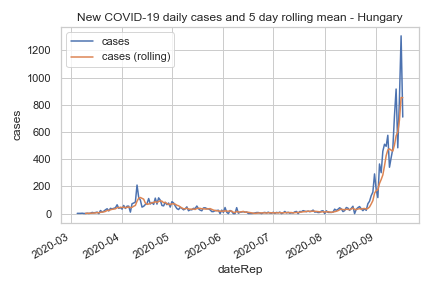 New COVID-19 daily cases and 5 day rolling mean - Hungary
cases
cases (rolling)
1200
1000
800
600
400
200
0
cases
2020-03
2020-04
2020-05
2020-06
2020-07
2020-08
2020-09
dateRep